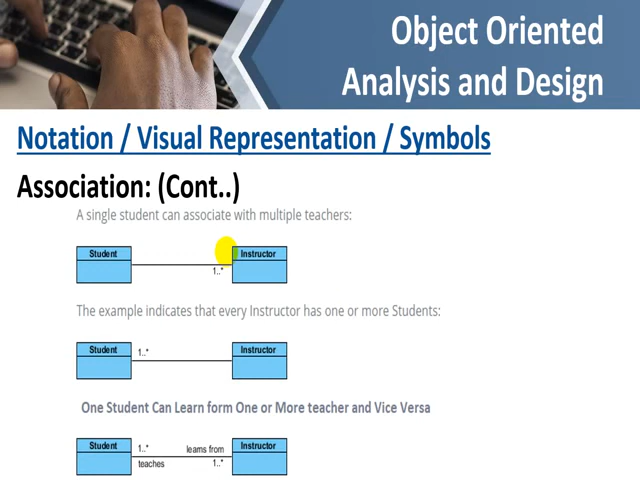 Object Oriented
Analysis and Design
Notation / Visual Representation / Symbols
Association: (Cont..)
A single student can associate with multiple teachers:
Student
Instructor
1..*
The example indicates that every Instructor has one or more Students:
Student
1..*
Instructor
One Student Can Learn form One or More teacher and Vice Versa
Student
1..*
learns from
Instructor
teaches
1..*